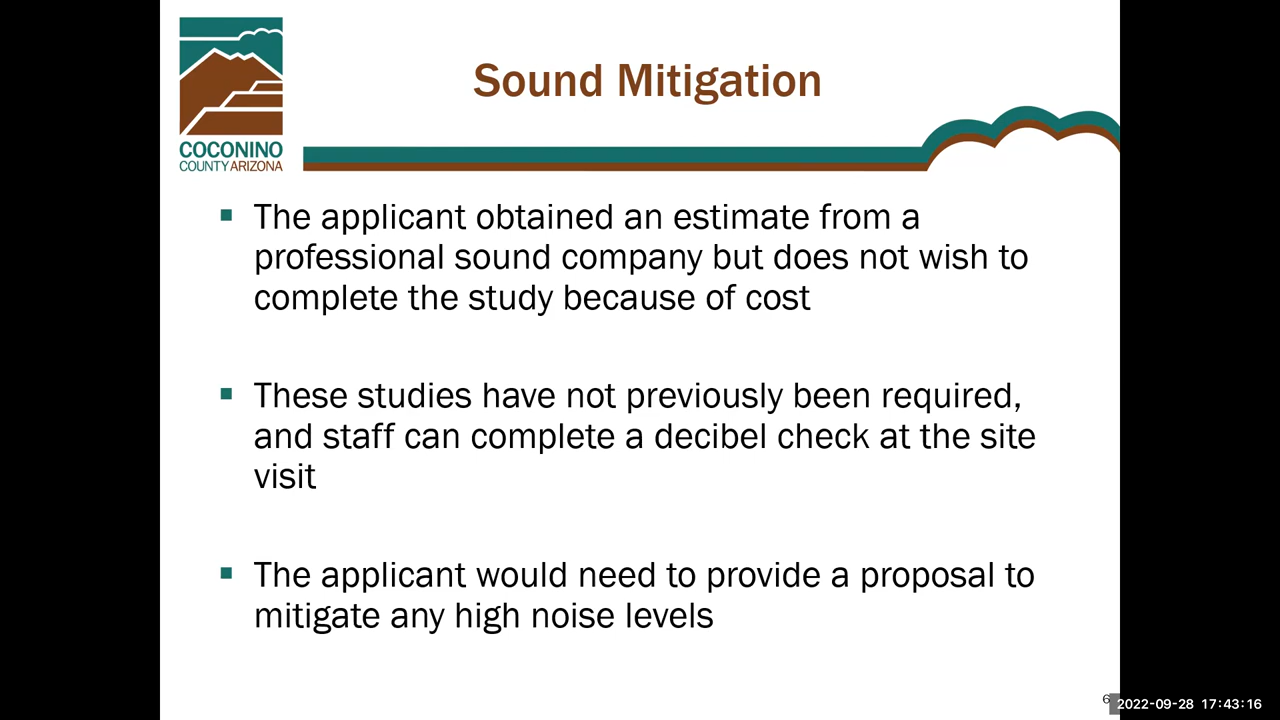 Sound Mitigation
COCONINO
COUNTY ARIZONA
▪ The applicant obtained an estimate from a
professional sound company but does not wish to
complete the study because of cost
▪ These studies have not previously been required,
and staff can complete a decibel check at the site
visit
▪ The applicant would need to provide a proposal to
mitigate any high noise levels
6
2022-09-28 17:43:16